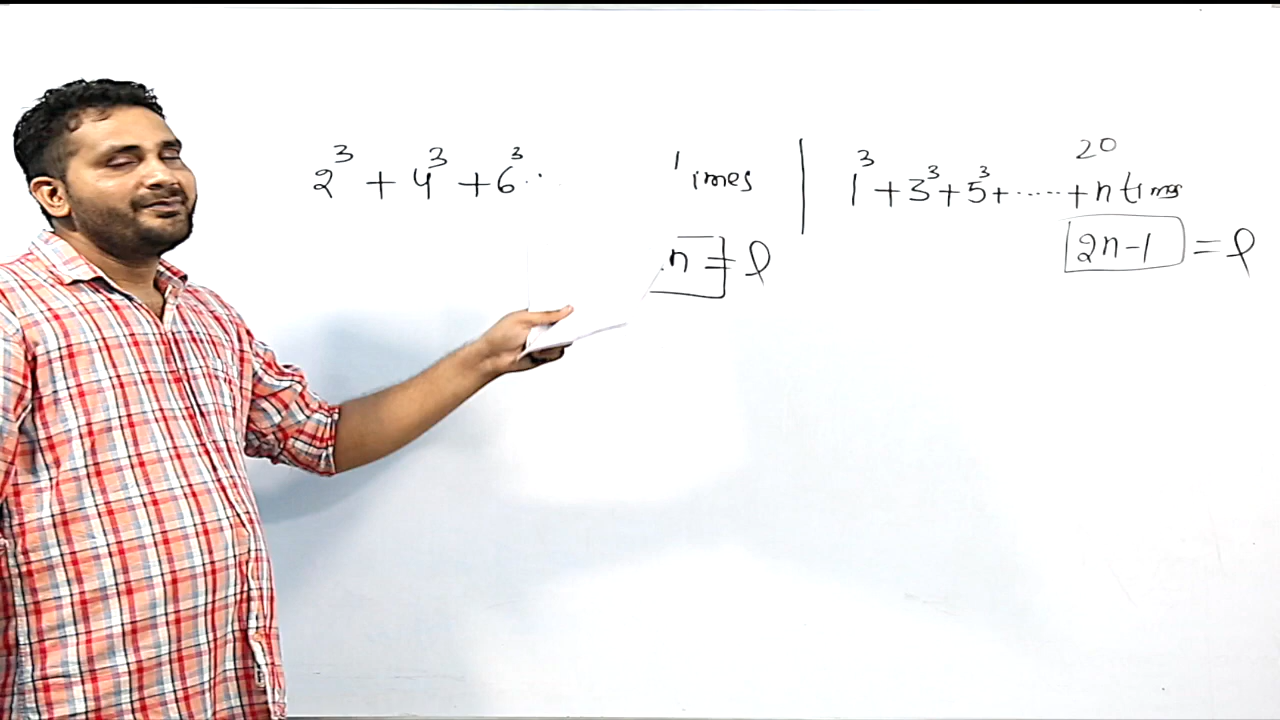 2³ + 4³ + 6³ ..
imes
n = l
20
1³ + 3³ + 5³ + ..... + n times
2n-1 = l